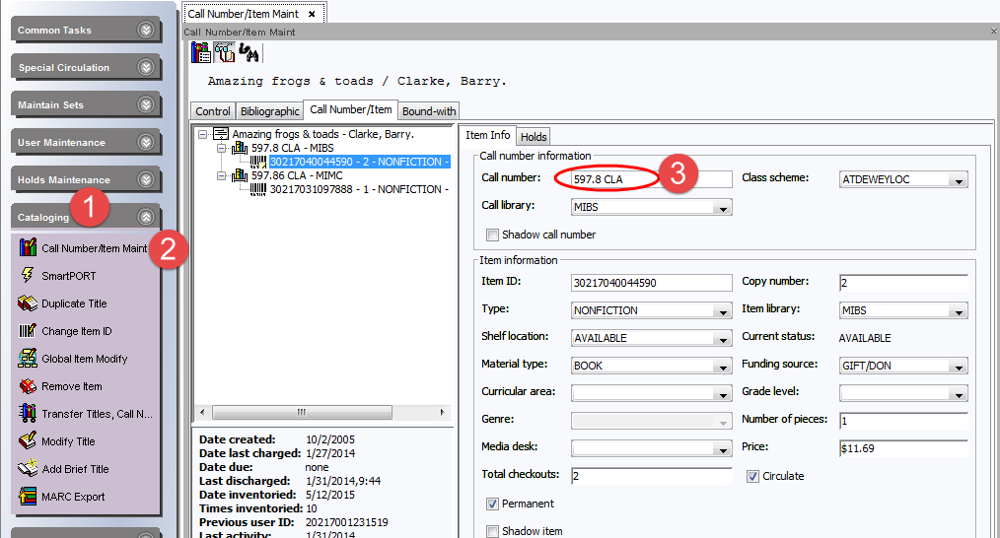 Call Number/Item Maint
Call Number/Item Maint
Common Tasks
Special Circulation
Maintain Sets
User Maintenance
Holds Maintenance
Cataloging
1
Call Number/Item Maint
2
SmartPORT
Duplicate Title
Change Item ID
Global Item Modify
Remove Item
Transfer Titles, Call N...
Modify Title
Add Brief Title
MARC Export
Amazing frogs & toads / Clarke, Barry.
Control Bibliographic Call Number/Item Bound-with
Amazing frogs & toads - Clarke, Barry.
597.8 CLA - MIBS
30217040044590 - 2 - NONFICTION -
597.86 CLA - MIMC
30217031097888 - 1 - NONFICTION -
Date created: 10/2/2005
Date last charged: 1/27/2014
Date due: none
Last discharged: 1/31/2014,9:44
Date inventoried: 5/12/2015
Times inventoried: 10
Previous user ID: 20217001231519
Last activity: 1/31/2014
Item Info Holds
Call number information
Call number: 597.8 CLA 3 Class scheme: ATDEWEYLOC
Call library: MIBS
Shadow call number
Item information
Item ID: 30217040044590 Copy number: 2
Type: NONFICTION Item library: MIBS
Shelf location: AVAILABLE Current status: AVAILABLE
Material type: BOOK Funding source: GIFT/DON
Curricular area: Grade level:
Genre: Number of pieces: 1
Media desk: Price: $11.69
Total checkouts: 2 Circulate
Permanent
Shadow item